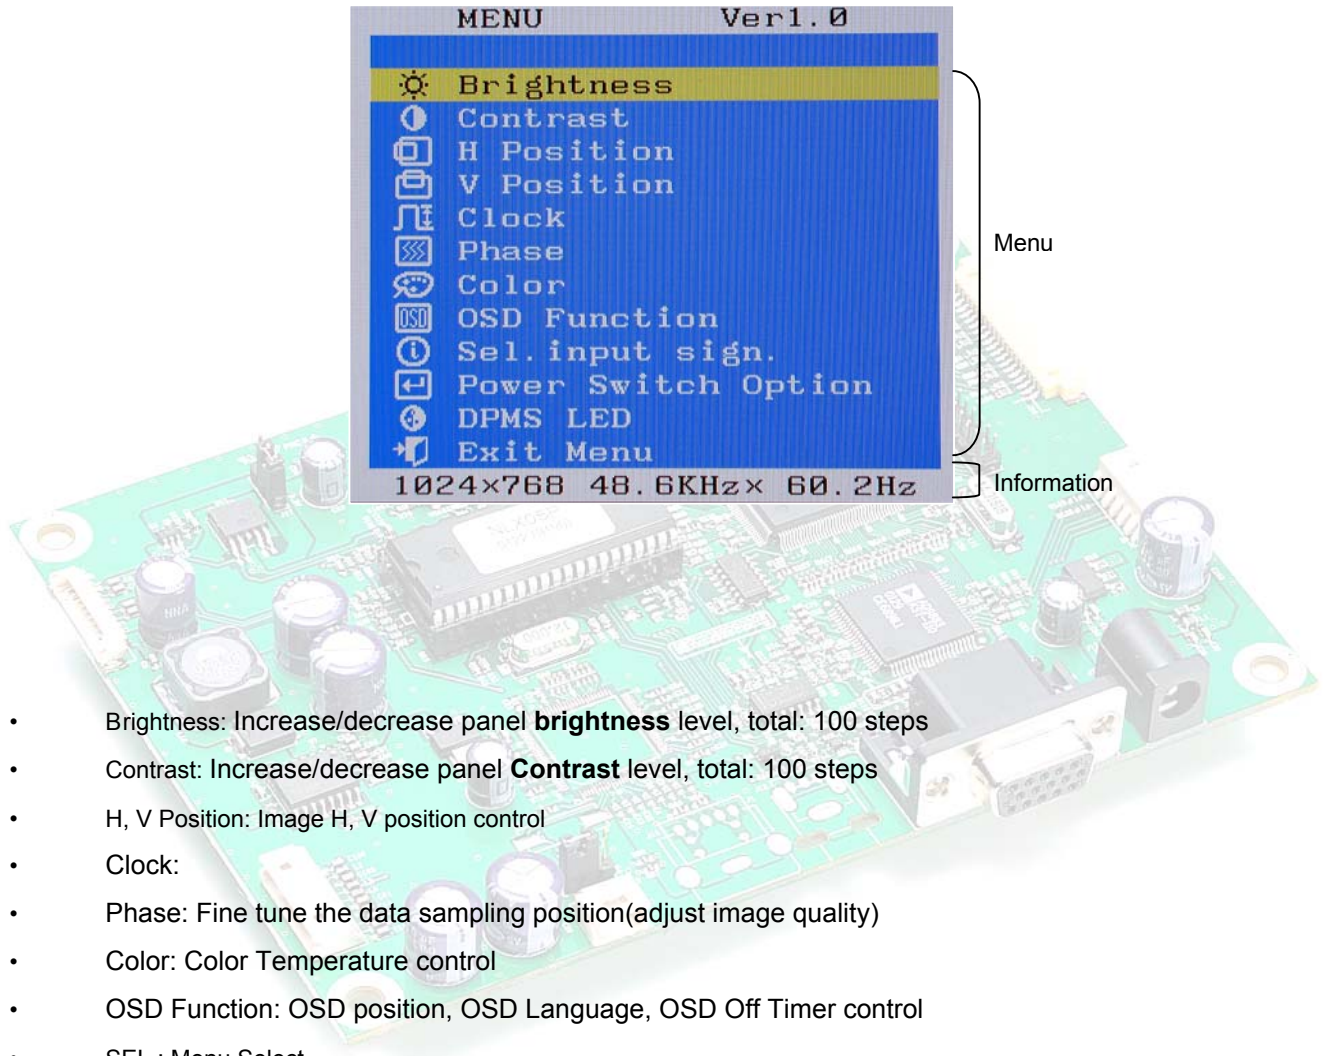 MENU Ver1.0
Brightness
Contrast
H Position
V Position
Clock
Phase
Color
OSD Function
Sel.input sign.
Power Switch Option
DPMS LED
Exit Menu
1024×768 48.6KHz× 60.2Hz
Menu
Information
• Brightness: Increase/decrease panel brightness level, total: 100 steps
• Contrast: Increase/decrease panel Contrast level, total: 100 steps
• H, V Position: Image H, V position control
• Clock:
• Phase: Fine tune the data sampling position(adjust image quality)
• Color: Color Temperature control
• OSD Function: OSD position, OSD Language, OSD Off Timer control
• SEL : Menu Select